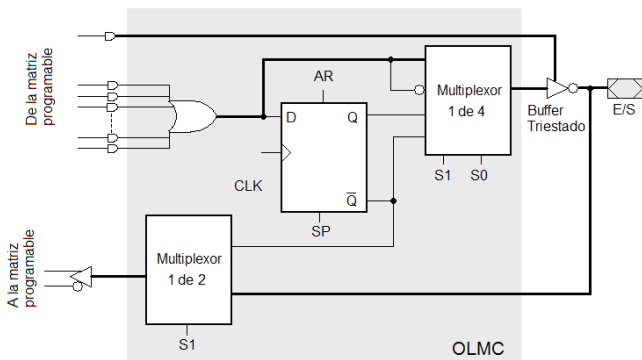 De la matriz
programable
AR
D
Q
CLK
Q
SP
Multiplexor
1 de 4
S1
S0
Buffer
Triestado
E/S
A la matriz
programable
Multiplexor
1 de 2
S1
OLMC